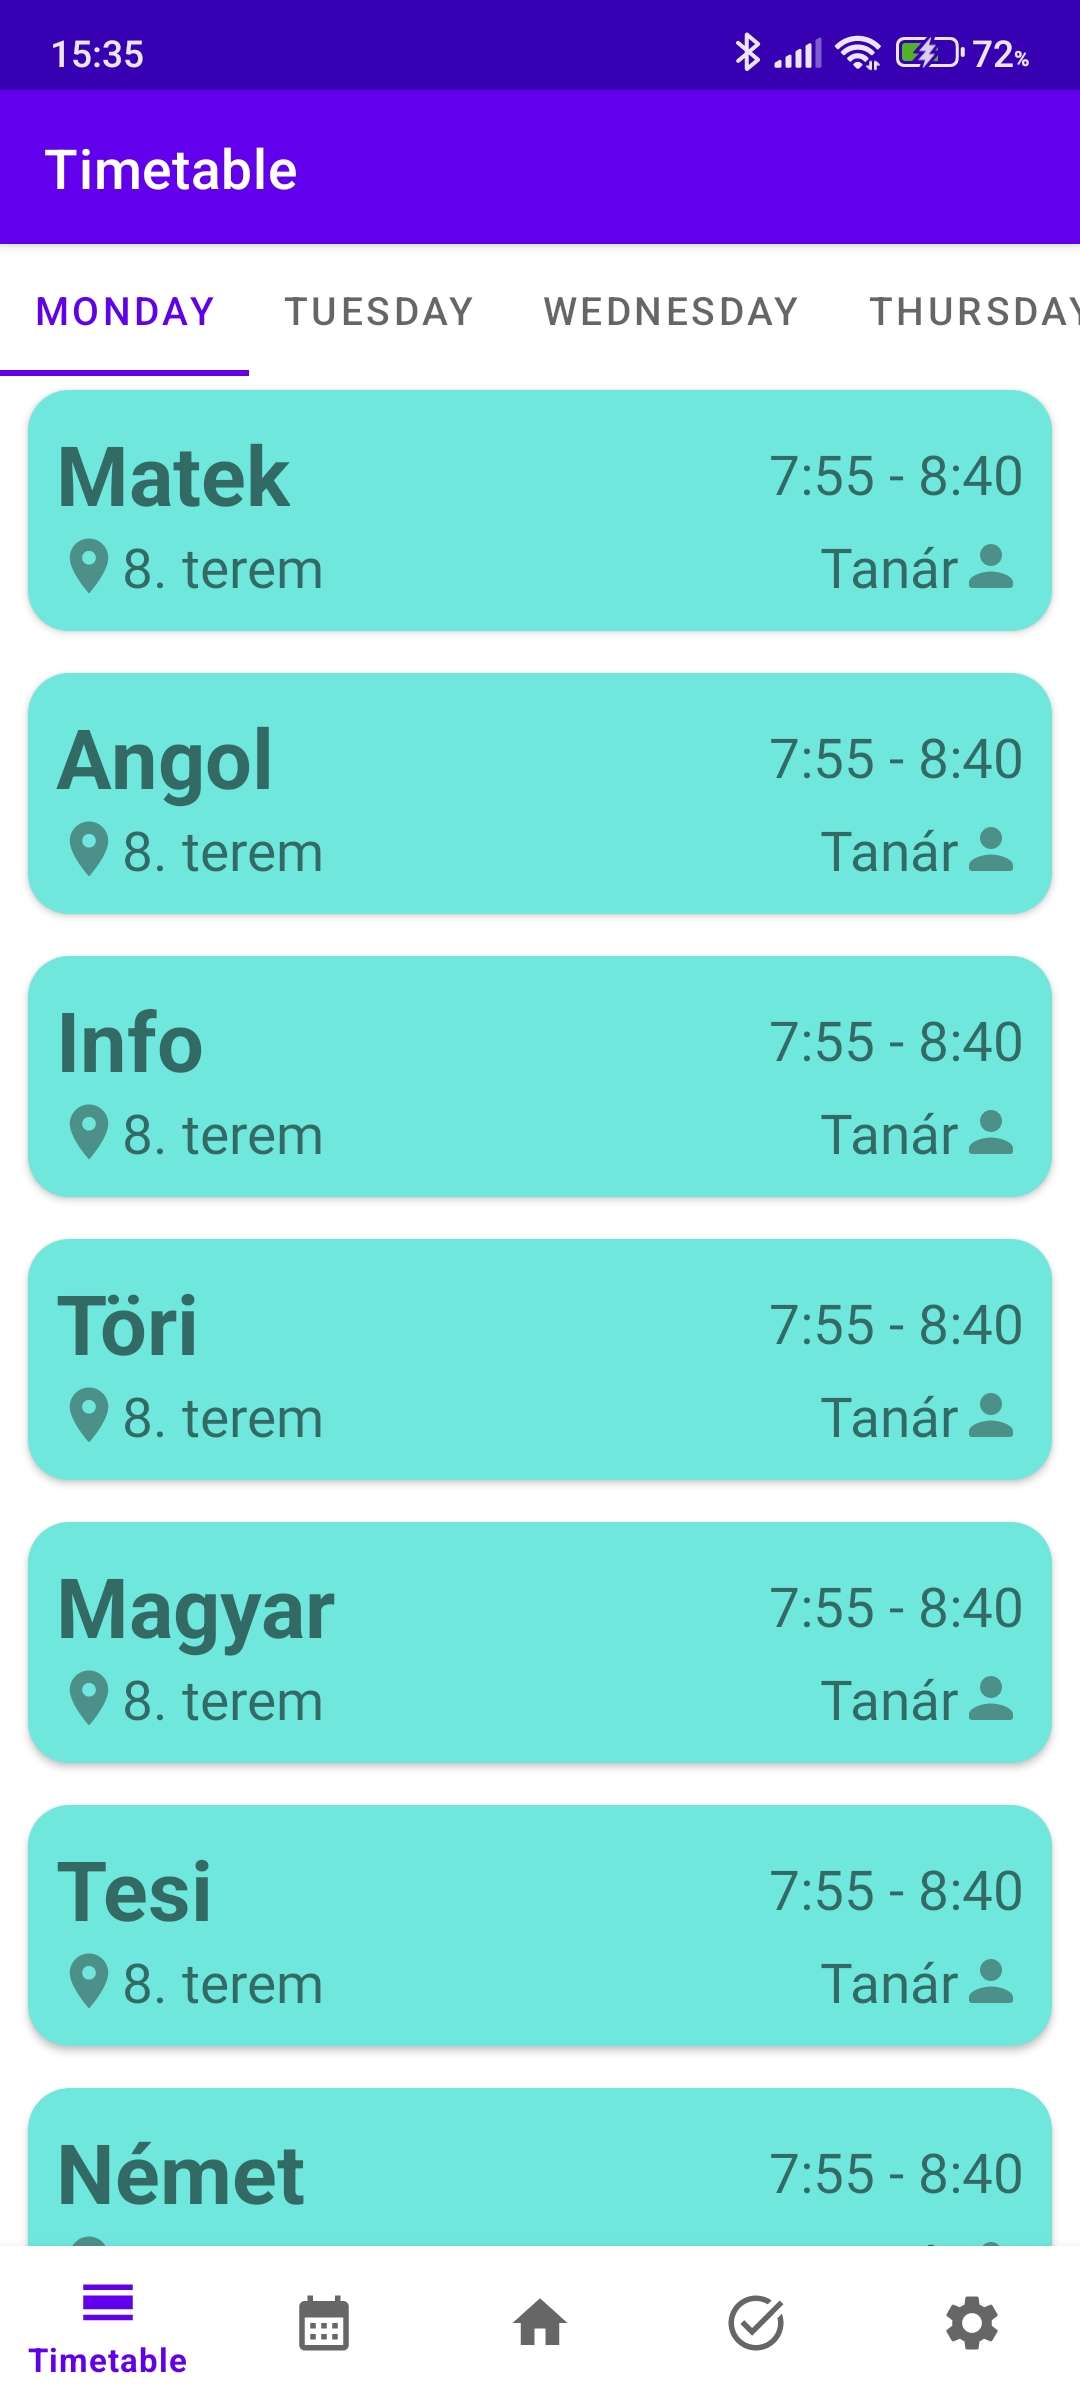 15:35 72%
Timetable
MONDAY TUESDAY WEDNESDAY THURSDAY
Matek 7:55 - 8:40
8. terem Tanár
Angol 7:55 - 8:40
8. terem Tanár
Info 7:55 - 8:40
8. terem Tanár
Töri 7:55 - 8:40
8. terem Tanár
Magyar 7:55 - 8:40
8. terem Tanár
Tesi 7:55 - 8:40
8. terem Tanár
Német 7:55 - 8:40
Timetable